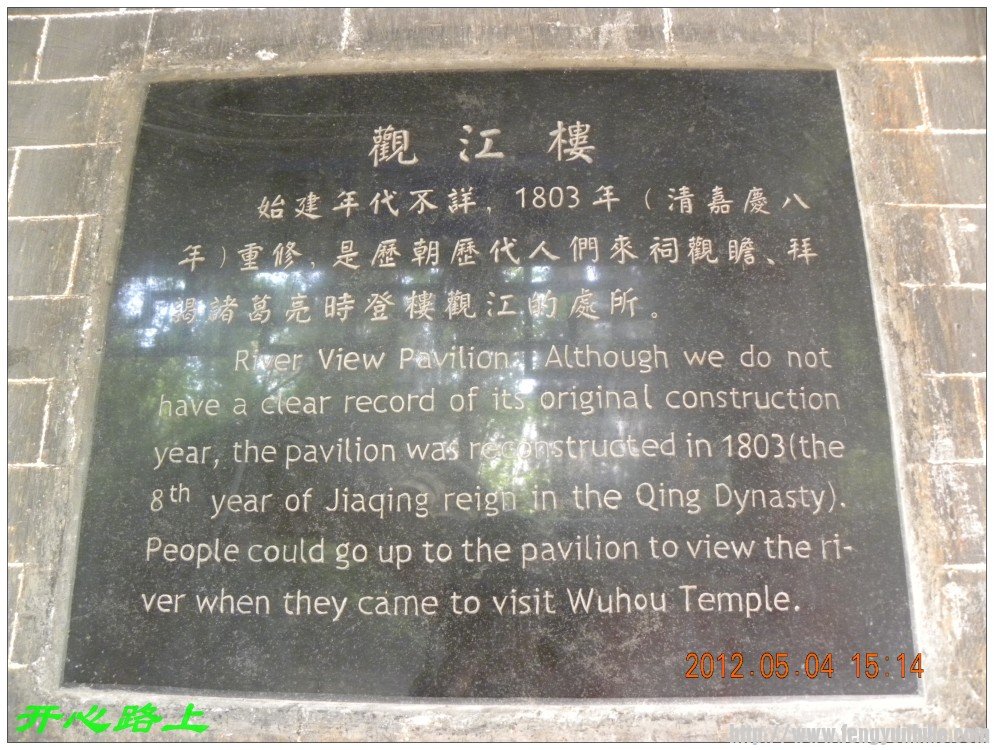 觀江樓
始建年代不詳，1803年（清嘉慶八
年）重修，是歷朝歷代人們來祠觀瞻、拜
謁諸葛亮時登樓觀江的處所。
River View Pavilion: Although we do not
have a clear record of its original construction
year, the pavilion was reconstructed in 1803(the
8th year of Jiaqing reign in the Qing Dynasty).
People could go up to the pavilion to view the ri-
ver when they came to visit Wuhou Temple.
2012.05.04 15:14
开心路上